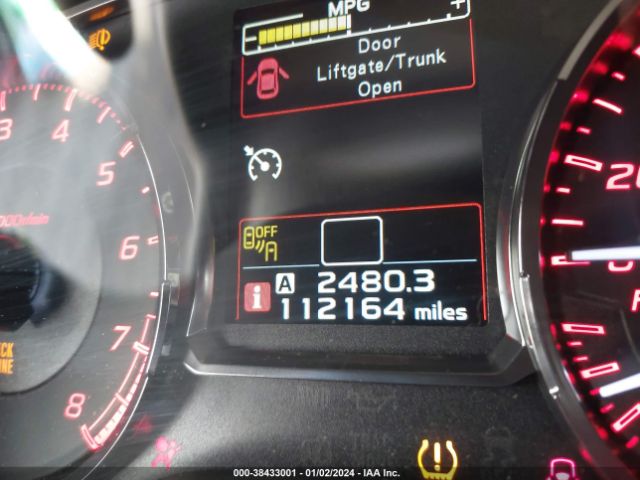 MPG
- +
Door
Liftgate/Trunk
Open
3 4 5 6 7 8
OFF
A 2480.3
i 112164 miles
20
000-38433001 - 01/02/2024 - IAA Inc.